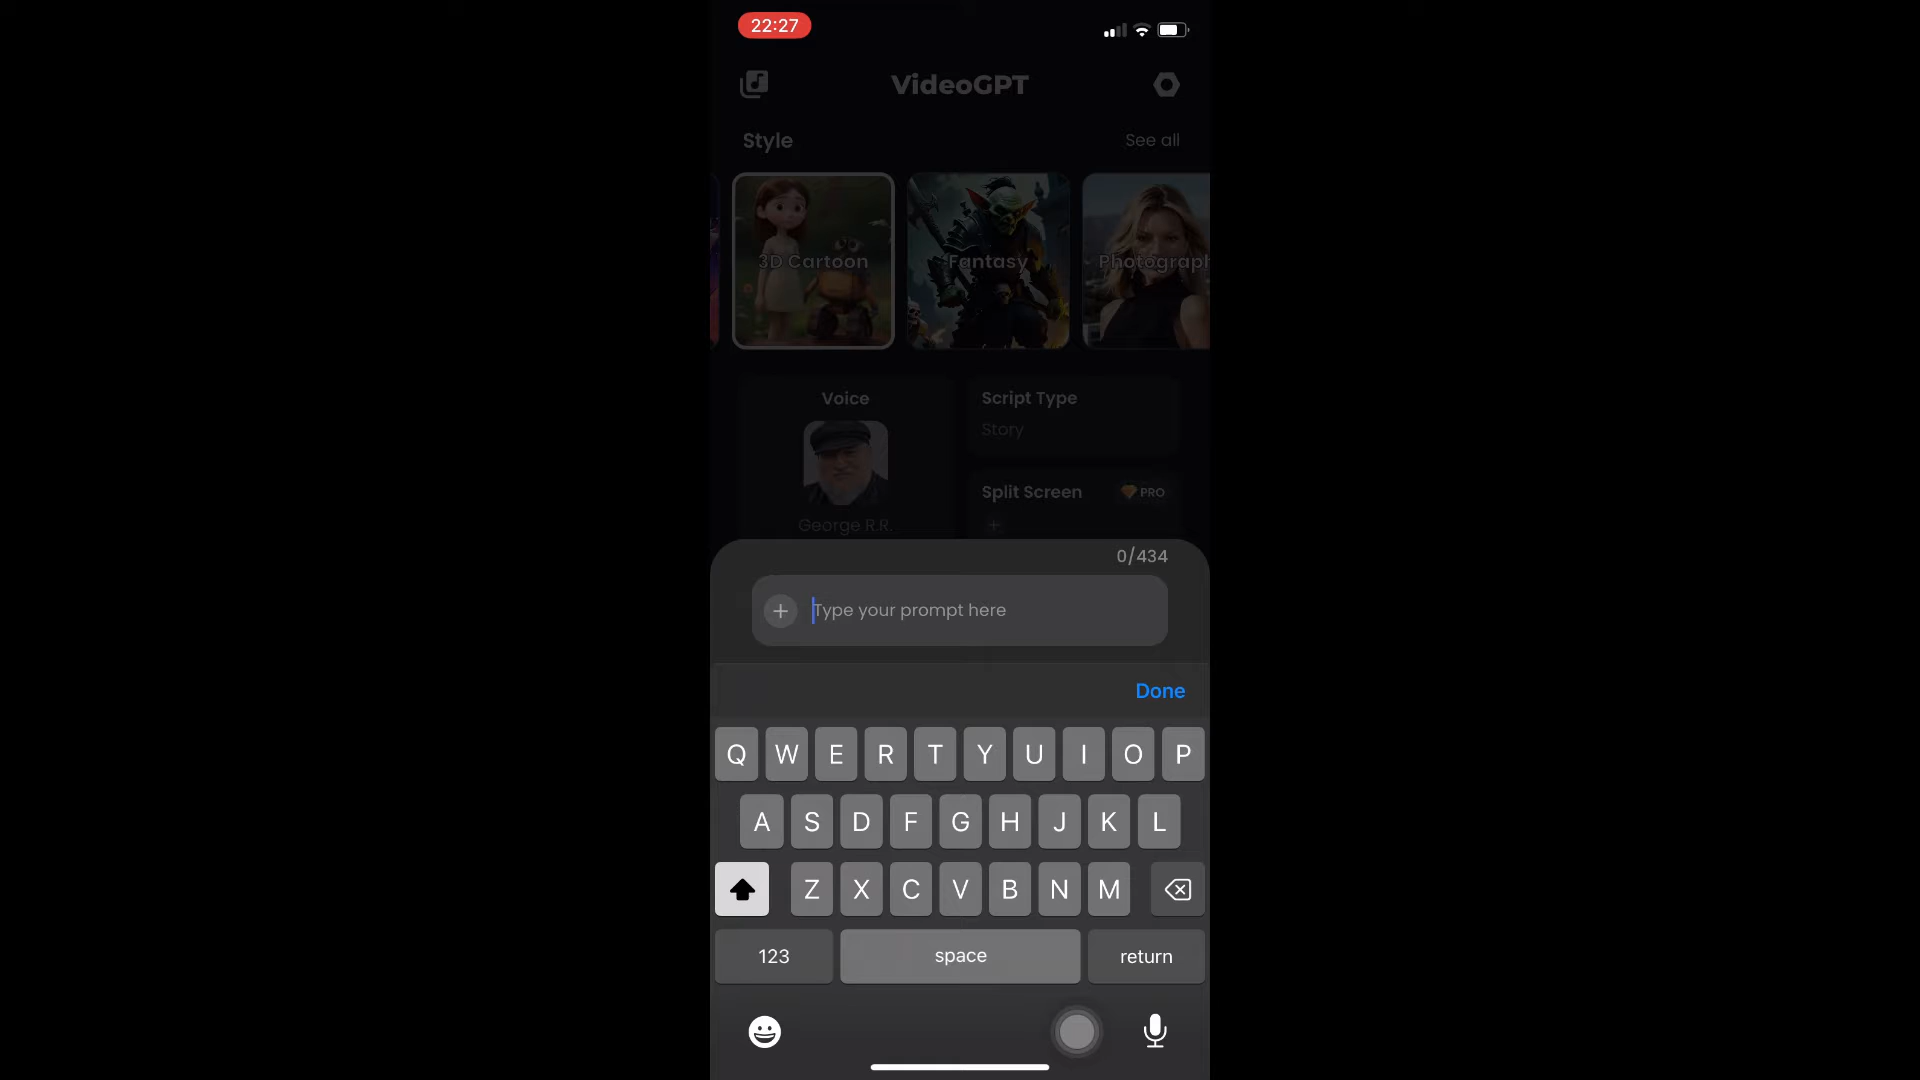 22:27
VideoGPT
Style
See all
3D Cartoon
Fantasy
Photograph
Voice
Script Type
Story
Split Screen
PRO
George R.R.
0/434
Type your prompt here
Done
Q W E R T Y U I O P
A S D F G H J K L
Z X C V B N M
123
space
return